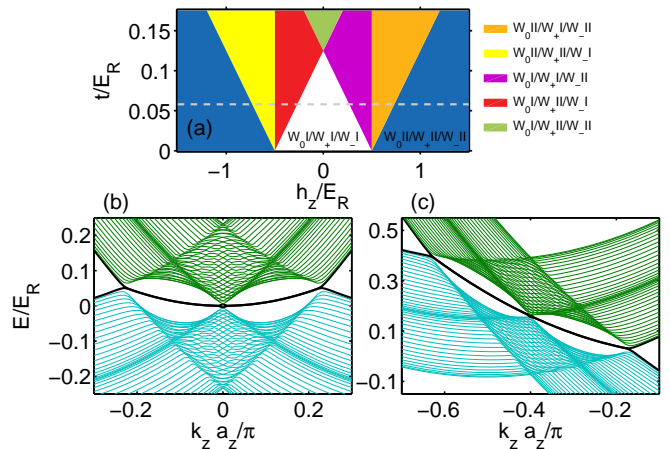 0.15
0.1
0.05
0
t/E_R
(a)
W_0I/W_+I/W_-I
W_0II/W_+II/W_-II
−1
0
1
h_z/E_R
W_0II/W_+I/W_-II
W_0II/W_+II/W_-I
W_0I/W_+I/W_-II
W_0I/W_+II/W_-I
W_0I/W_+II/W_-II
(b)
0.2
0.1
0
−0.1
−0.2
E/E_R
−0.2
0
0.2
k_z a_z/π
(c)
0.5
0.3
0.1
−0.1
−0.6
−0.4
−0.2
k_z a_z/π